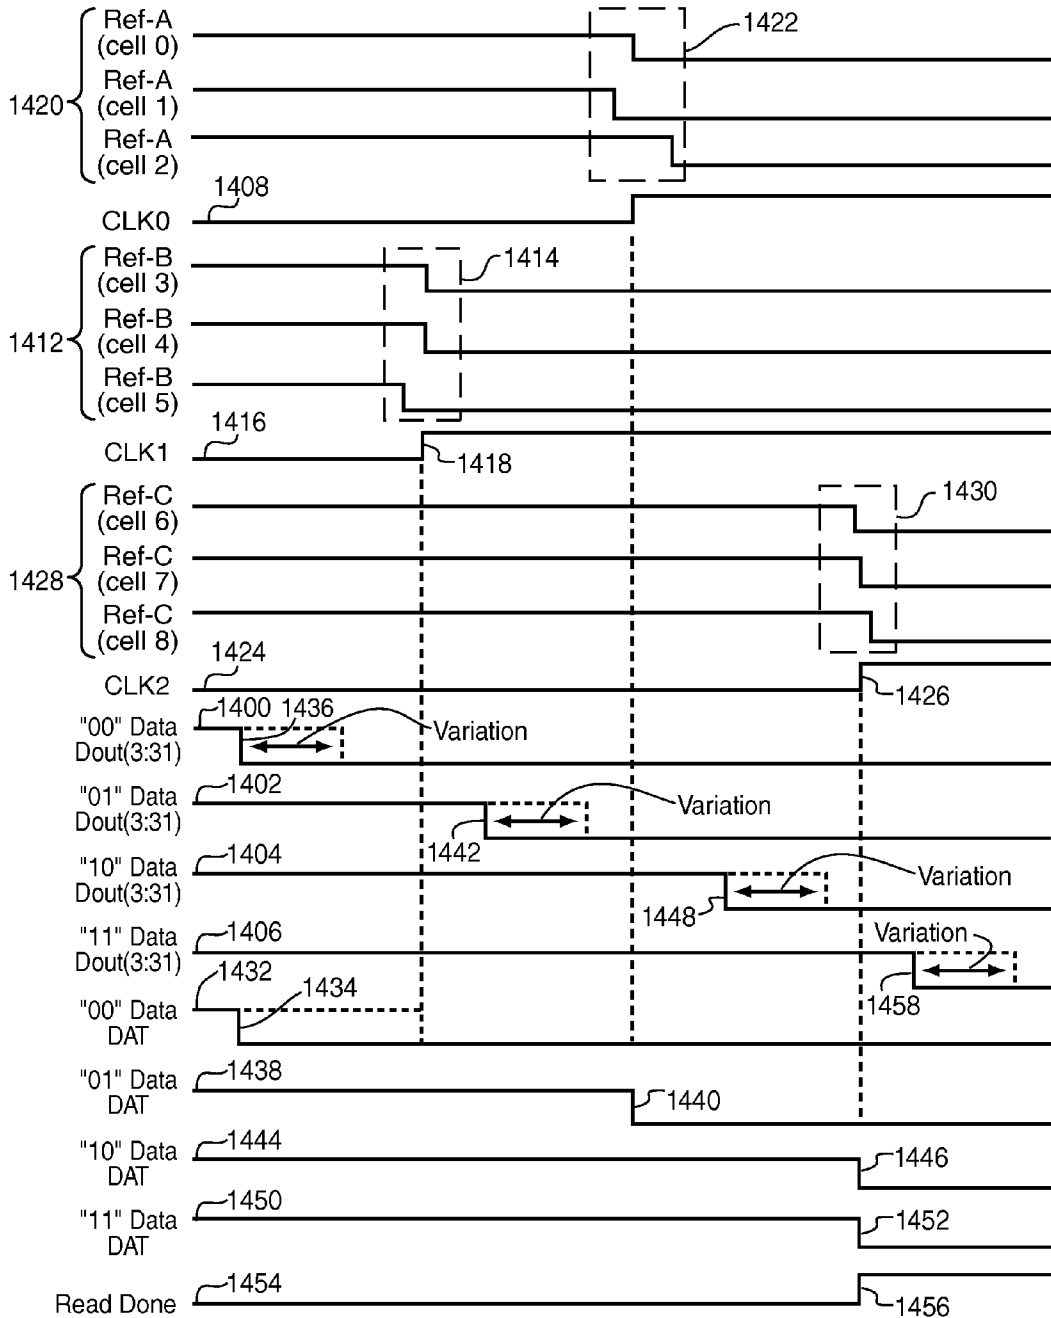 Ref-A
(cell 0)
1422
Ref-A
(cell 1)
1420
Ref-A
(cell 2)
1408
CLK0
Ref-B
(cell 3)
1414
Ref-B
(cell 4)
1412
Ref-B
(cell 5)
1416
CLK1
1418
Ref-C
(cell 6)
1430
Ref-C
(cell 7)
1428
Ref-C
(cell 8)
1424
CLK2
1426
1400
1436
"00" Data
Dout(3:31)
Variation
1402
"01" Data
Dout(3:31)
Variation
1442
1404
"10" Data
Dout(3:31)
Variation
1448
1406
"11" Data
Dout(3:31)
Variation
1458
1432
1434
"00" Data
DAT
1438
"01" Data
DAT
1440
1444
"10" Data
DAT
1446
1450
"11" Data
DAT
1452
1454
Read Done
1456